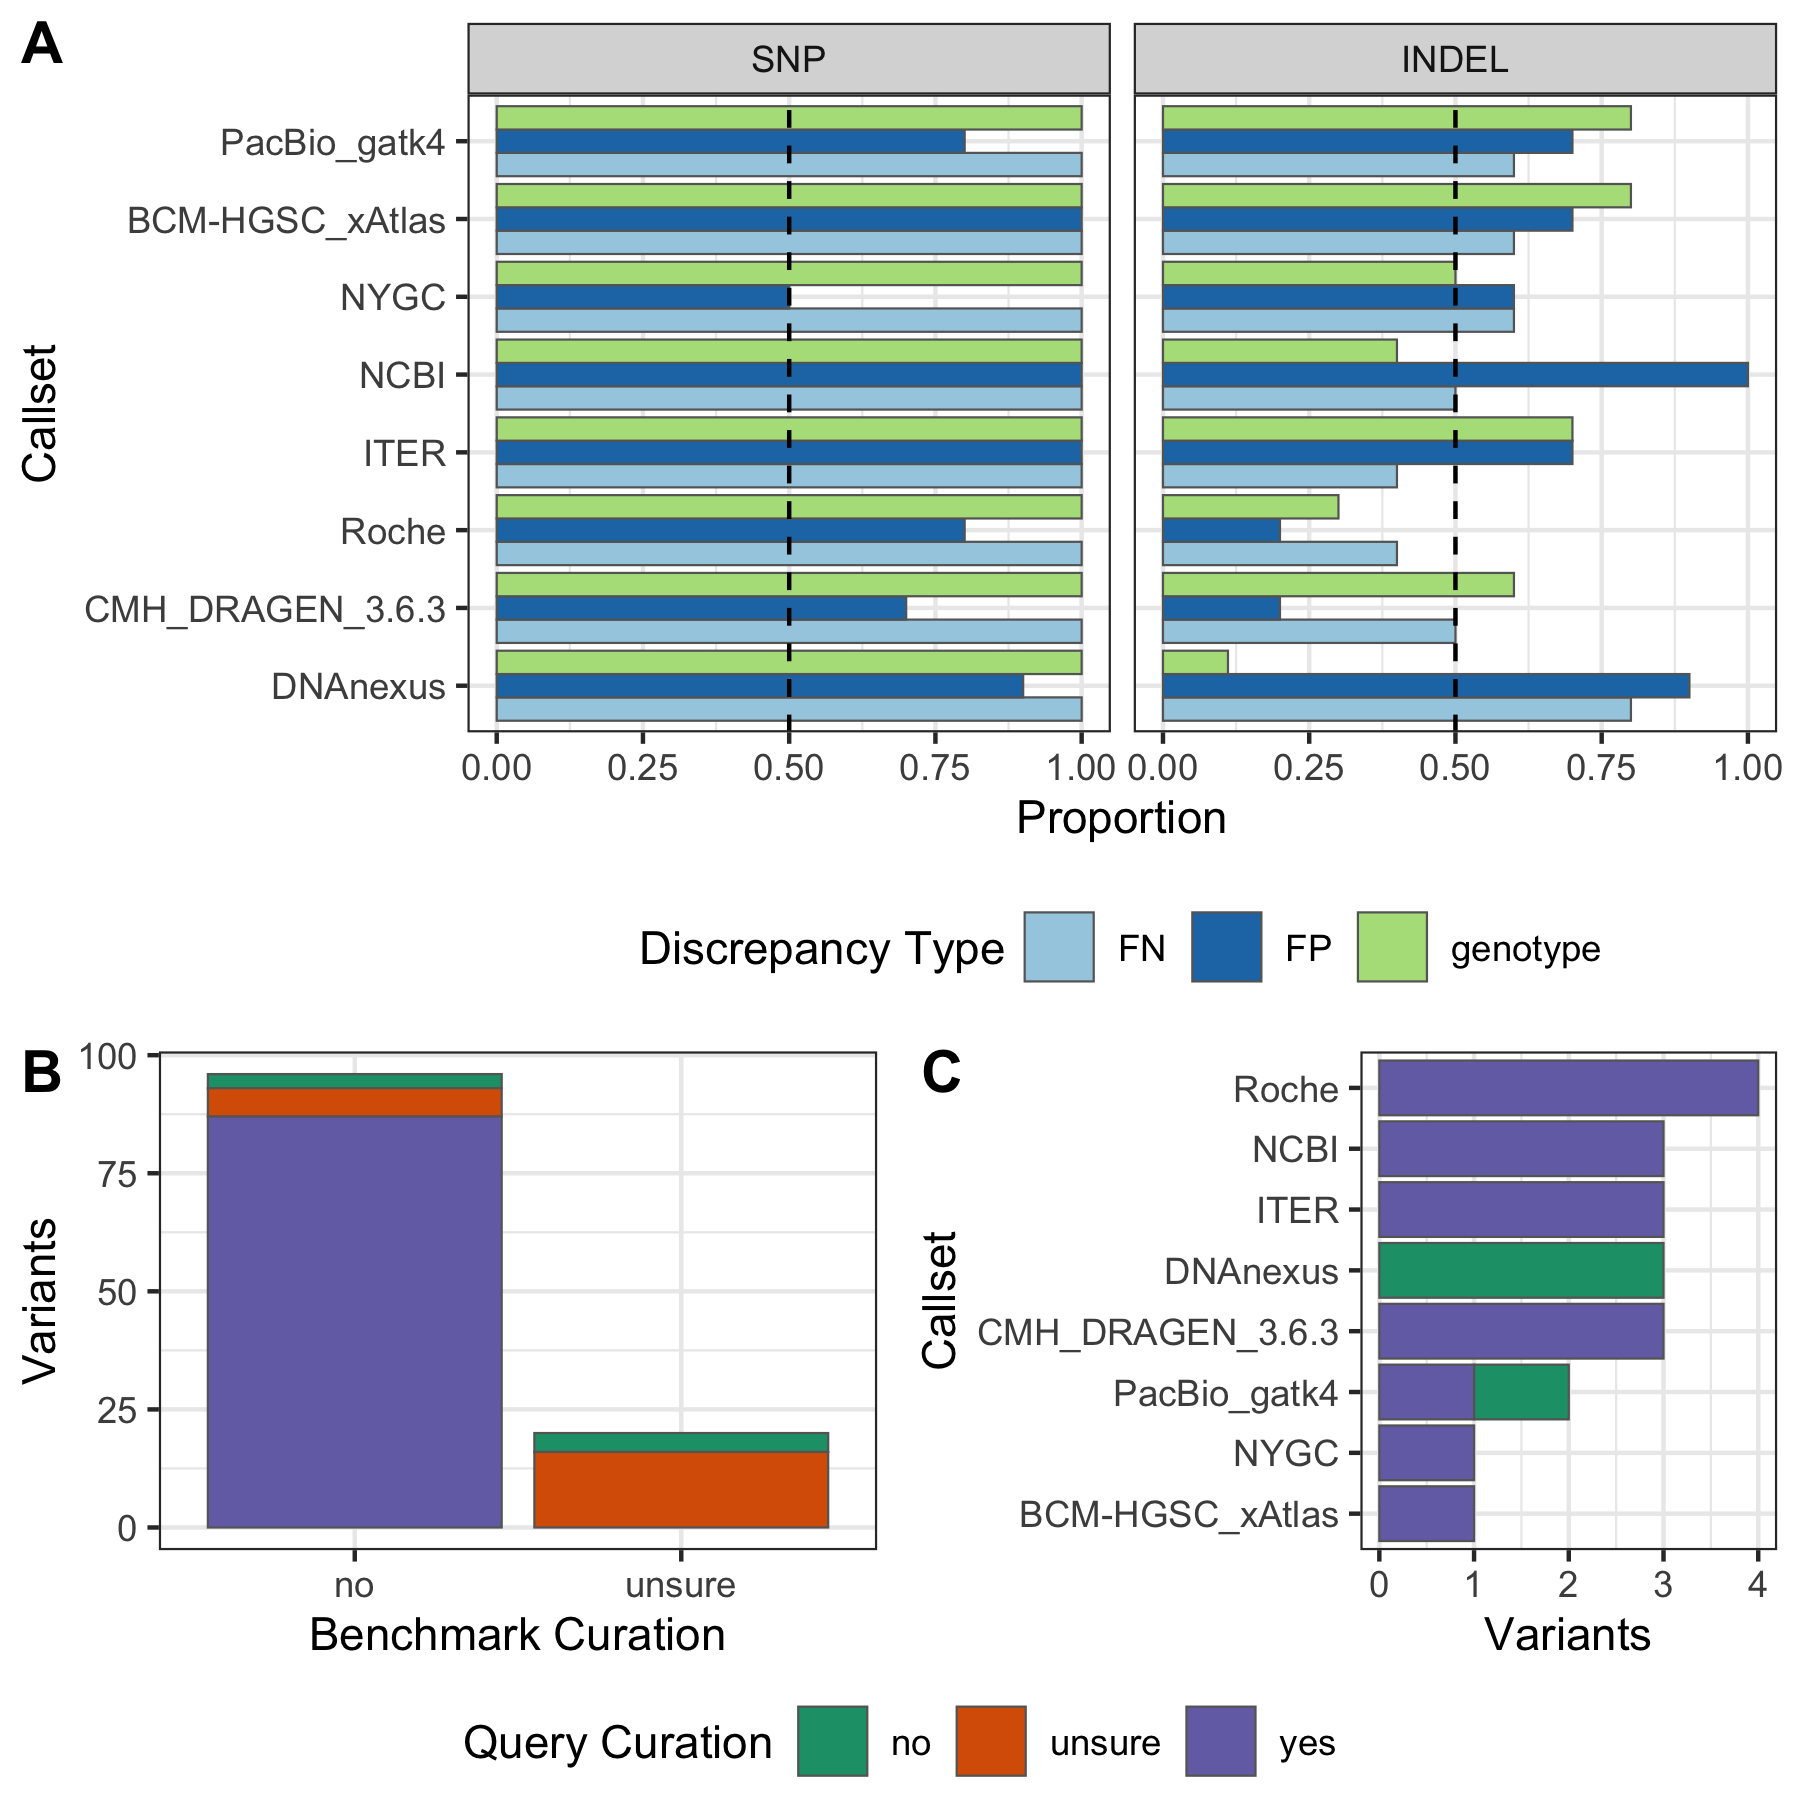 A
SNP INDEL
PacBio_gatk4
BCM-HGSC_xAtlas
NYGC
NCBI
ITER
Roche
CMH_DRAGEN_3.6.3
DNAnexus
Callset
0.00 0.25 0.50 0.75 1.00 0.00 0.25 0.50 0.75 1.00
Proportion
Discrepancy Type FN FP genotype
B
100
75
50
25
0
Variants
no unsure
Benchmark Curation
C
Roche
NCBI
ITER
DNAnexus
CMH_DRAGEN_3.6.3
PacBio_gatk4
NYGC
BCM-HGSC_xAtlas
Callset
0 1 2 3 4
Variants
Query Curation no unsure yes